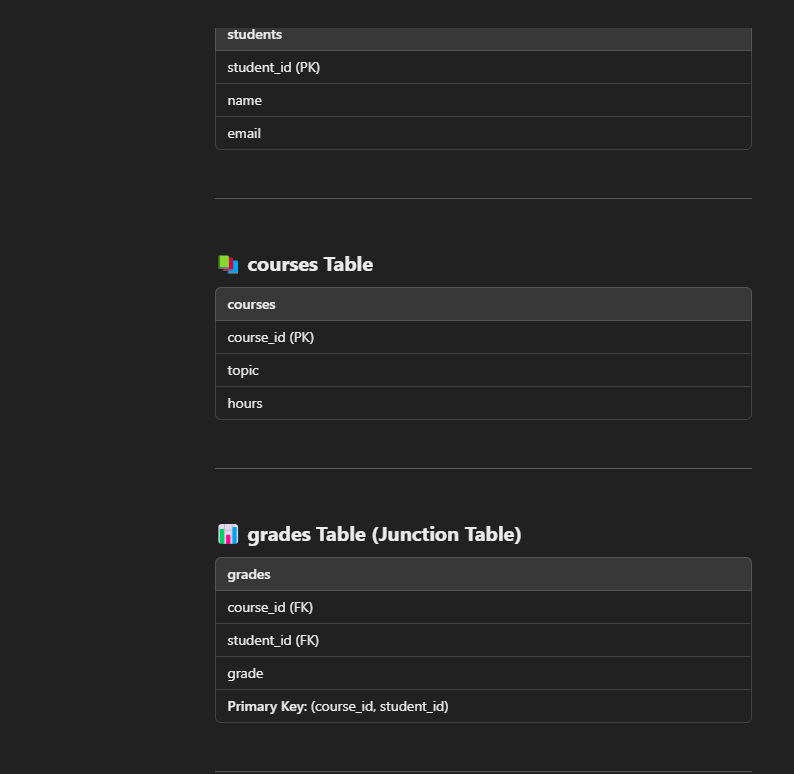 students
student_id (PK)
name
email
courses Table
courses
course_id (PK)
topic
hours
grades Table (Junction Table)
grades
course_id (FK)
student_id (FK)
grade
Primary Key: (course_id, student_id)